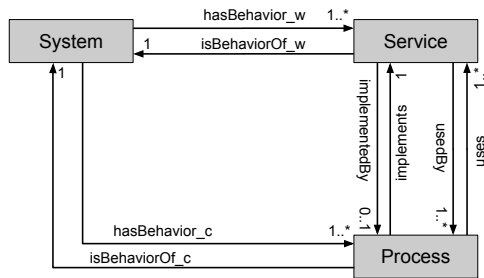 hasBehavior_w
1..*
System
Service
1
isBehaviorOf_w
1
1
1..*
implementedBy
implements
usedBy
uses
0..1
1..*
hasBehavior_c
1..*
Process
isBehaviorOf_c